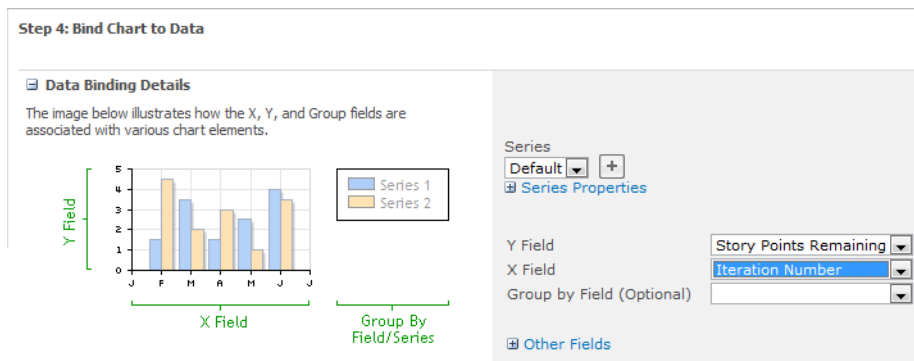 Step 4: Bind Chart to Data
Data Binding Details
The image below illustrates how the X, Y, and Group fields are
associated with various chart elements.
Y Field
5
4
3
2
1
0
J F M A M J J
X Field
Series 1
Series 2
Group By
Field/Series
Series
Default
Series Properties
Y Field Story Points Remaining
X Field Iteration Number
Group by Field (Optional)
Other Fields